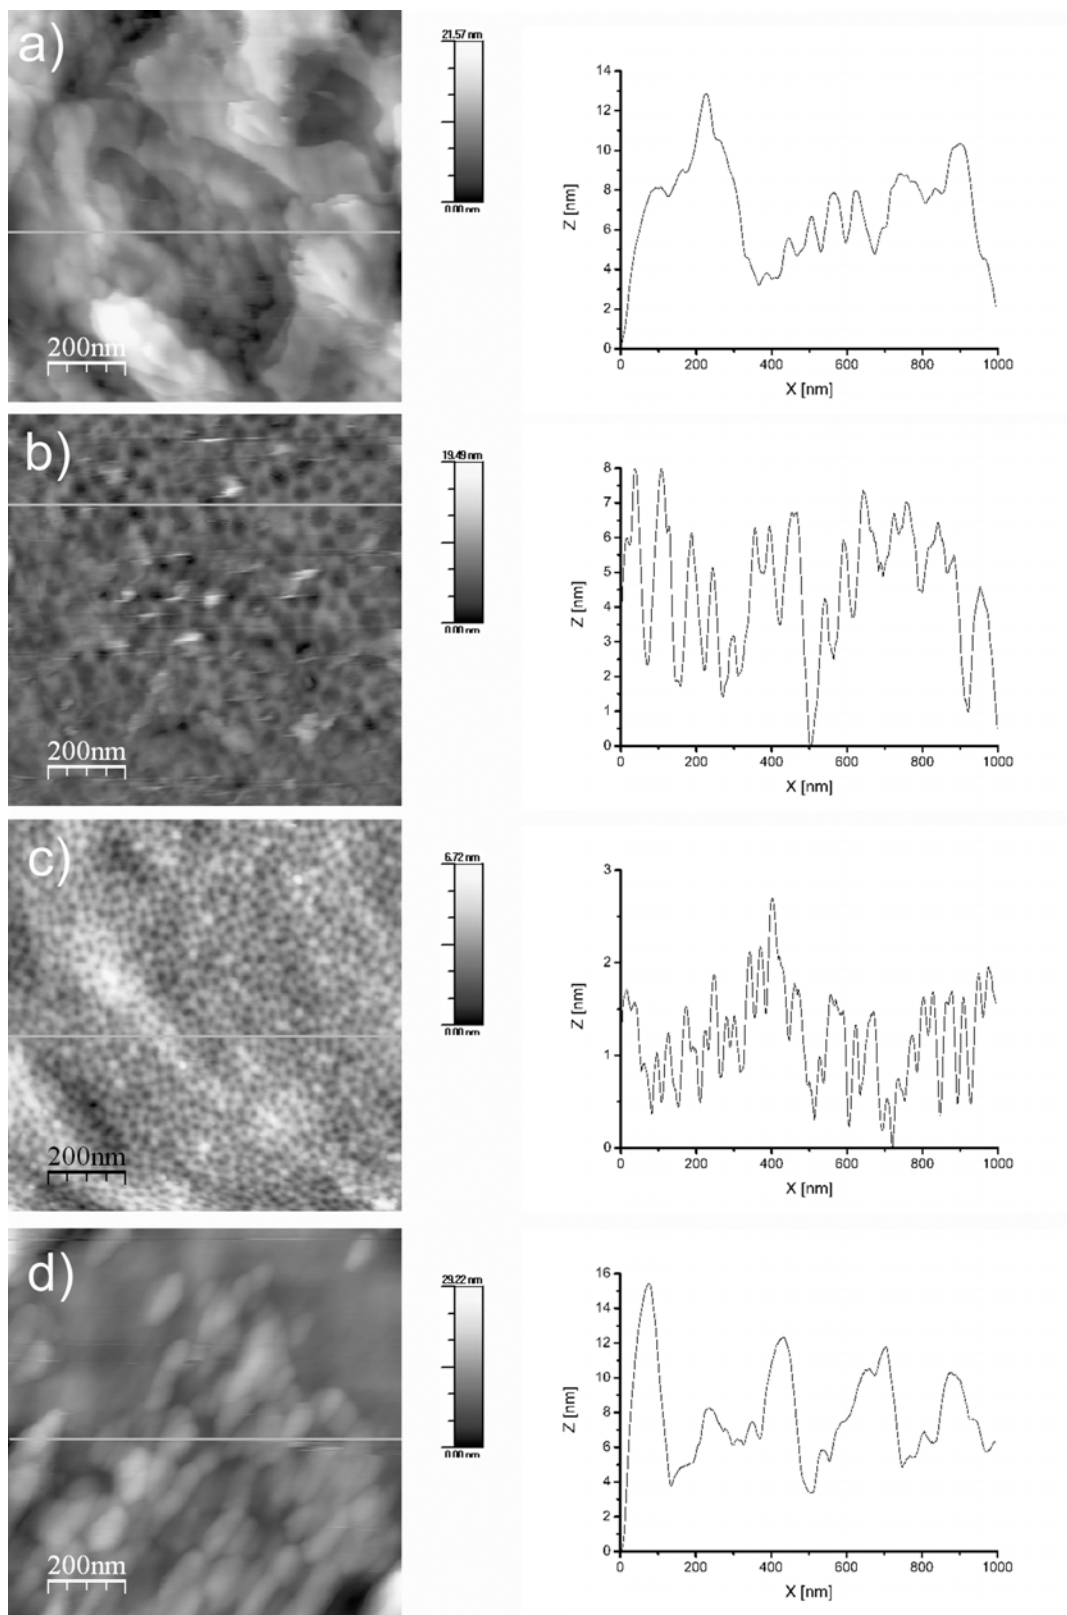 a)
200nm
21.57 nm
0.00 nm
Z [nm]
14
12
10
8
6
4
2
0
0 200 400 600 800 1000
X [nm]
b)
200nm
19.49 nm
0.00 nm
Z [nm]
8
7
6
5
4
3
2
1
0
0 200 400 600 800 1000
X [nm]
c)
200nm
6.72 nm
0.00 nm
Z [nm]
3
2
1
0
0 200 400 600 800 1000
X [nm]
d)
200nm
29.22 nm
0.00 nm
Z [nm]
16
14
12
10
8
6
4
2
0
0 200 400 600 800 1000
X [nm]